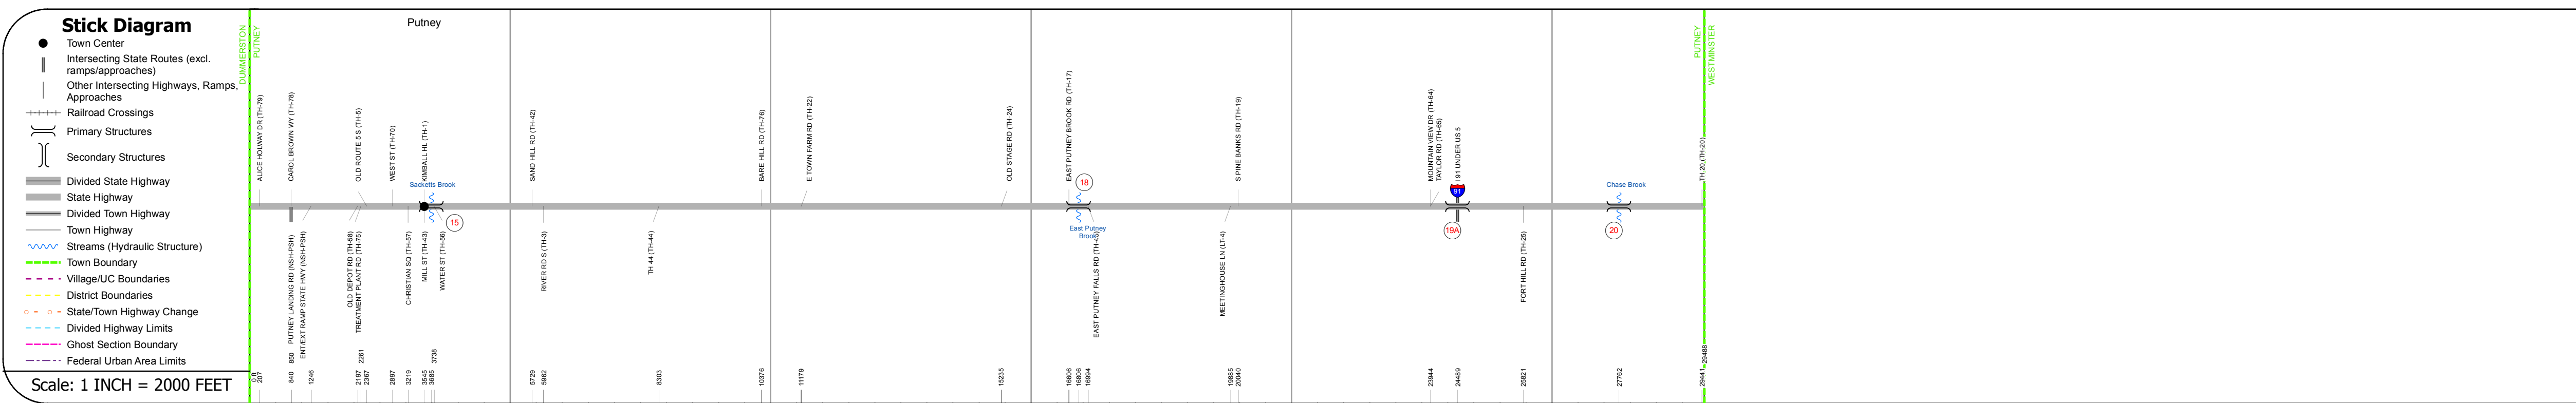 Stick Diagram
Town Center
Intersecting State Routes (excl.
ramps/approaches)
Other Intersecting Highways, Ramps,
Approaches
Railroad Crossings
Primary Structures
Secondary Structures
Divided State Highway
State Highway
Divided Town Highway
Town Highway
Streams (Hydraulic Structure)
Town Boundary
Village/UC Boundaries
District Boundaries
State/Town Highway Change
Divided Highway Limits
Ghost Section Boundary
Federal Urban Area Limits
Scale: 1 INCH = 2000 FEET
Putney
DUMMERSTON
PUTNEY
PUTNEY
WESTMINSTER
ALICE HOLWAY DR (TH-79)
CAROL BROWN WY (TH-78)
OLD ROUTE 5 S (TH-5)
WEST ST (TH-70)
KIMBALL HL (TH-1)
SAND HILL RD (TH-42)
BARE HILL RD (TH-76)
E TOWN FARM RD (TH-22)
OLD STAGE RD (TH-24)
EAST PUTNEY BROOK RD (TH-17)
S PINE BANKS RD (TH-19)
MOUNTAIN VIEW DR (TH-64)
TAYLOR RD (TH-65)
I 91 UNDER US 5
TH 20 (TH-20)
Sacketts Brook
15
18
East Putney
Brook
91
19A
Chase Brook
20
PUTNEY LANDING RD (NSH-PSH)
ENT/EXT RAMP STATE HWY (NSH-PSH)
OLD DEPOT RD (TH-58)
TREATMENT PLANT RD (TH-75)
CHRISTIAN SQ (TH-57)
MILL ST (TH-43)
WATER ST (TH-56)
RIVER RD S (TH-3)
TH 44 (TH-44)
EAST PUTNEY FALLS RD (TH-45)
MEETINGHOUSE LN (LT-4)
FORT HILL RD (TH-25)
0 ft
207
840
850
1246
2197
2261
2367
2897
3219
3545
3685
3738
5729
5962
8303
10376
11179
15235
16606
16806
16994
19885
20040
23944
24489
25821
27762
29441
29488